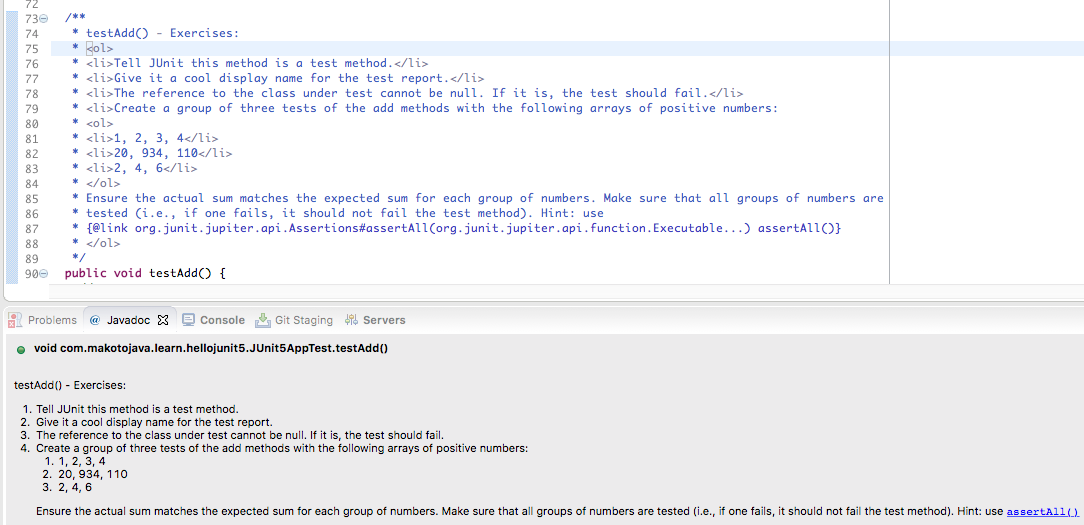 72
73 /**
74 * testAdd() - Exercises:
75 * <ol>
76 * <li>Tell JUnit this method is a test method.</li>
77 * <li>Give it a cool display name for the test report.</li>
78 * <li>The reference to the class under test cannot be null. If it is, the test should fail.</li>
79 * <li>Create a group of three tests of the add methods with the following arrays of positive numbers:
80 * <ol>
81 * <li>1, 2, 3, 4</li>
82 * <li>20, 934, 110</li>
83 * <li>2, 4, 6</li>
84 * </ol>
85 * Ensure the actual sum matches the expected sum for each group of numbers. Make sure that all groups of numbers are
86 * tested (i.e., if one fails, it should not fail the test method). Hint: use
87 * {@link org.junit.jupiter.api.Assertions#assertAll(org.junit.jupiter.api.function.Executable...) assertAll()}
88 * </ol>
89 */
90 public void testAdd() {
Problems @ Javadoc Console Git Staging Servers
void com.makotojava.learn.hellojunit5.JUnit5AppTest.testAdd()
testAdd() - Exercises:
1. Tell JUnit this method is a test method.
2. Give it a cool display name for the test report.
3. The reference to the class under test cannot be null. If it is, the test should fail.
4. Create a group of three tests of the add methods with the following arrays of positive numbers:
1. 1, 2, 3, 4
2. 20, 934, 110
3. 2, 4, 6
Ensure the actual sum matches the expected sum for each group of numbers. Make sure that all groups of numbers are tested (i.e., if one fails, it should not fail the test method). Hint: use assertAll()